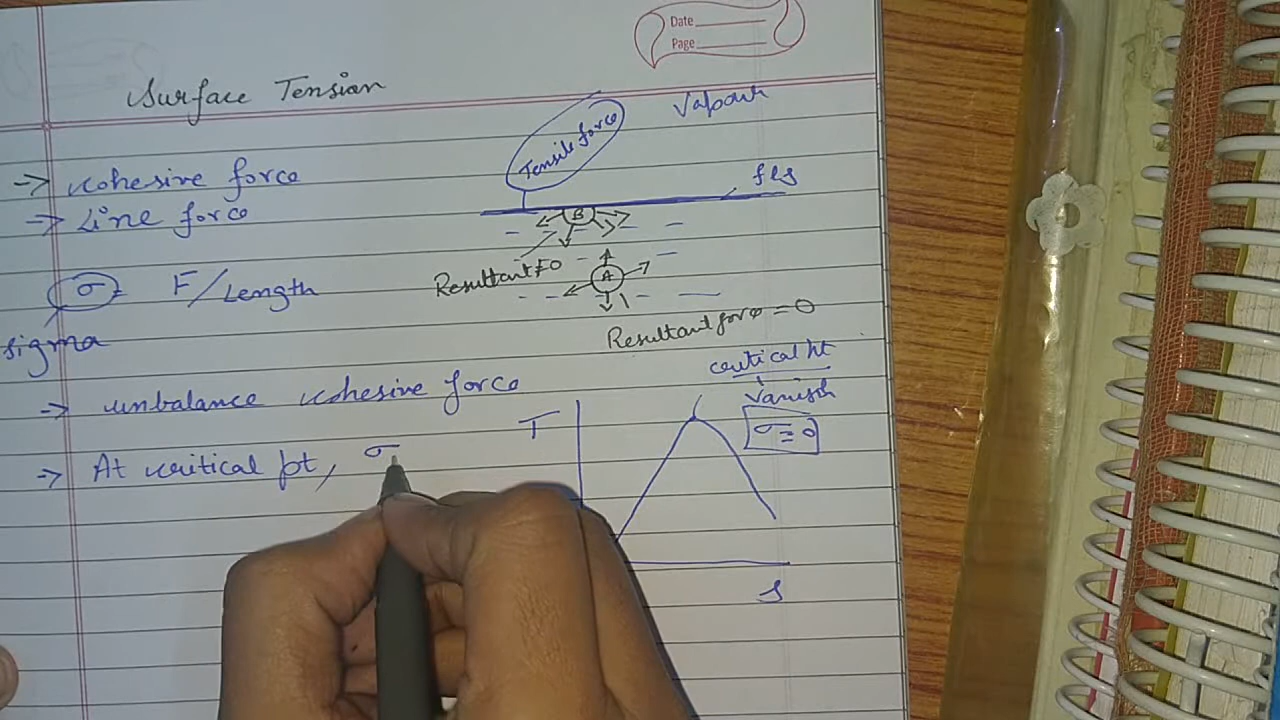 Date
Page
Surface Tension
Vapour
Tensile force
-> cohesive force
fls
-> Line force
B
Resultant ≠ 0
A
σ = F/Length
Resultant force = 0
sigma
critical pt
-> unbalance cohesive force
vanish
T
σ = 0
-> At critical pt, σ
s